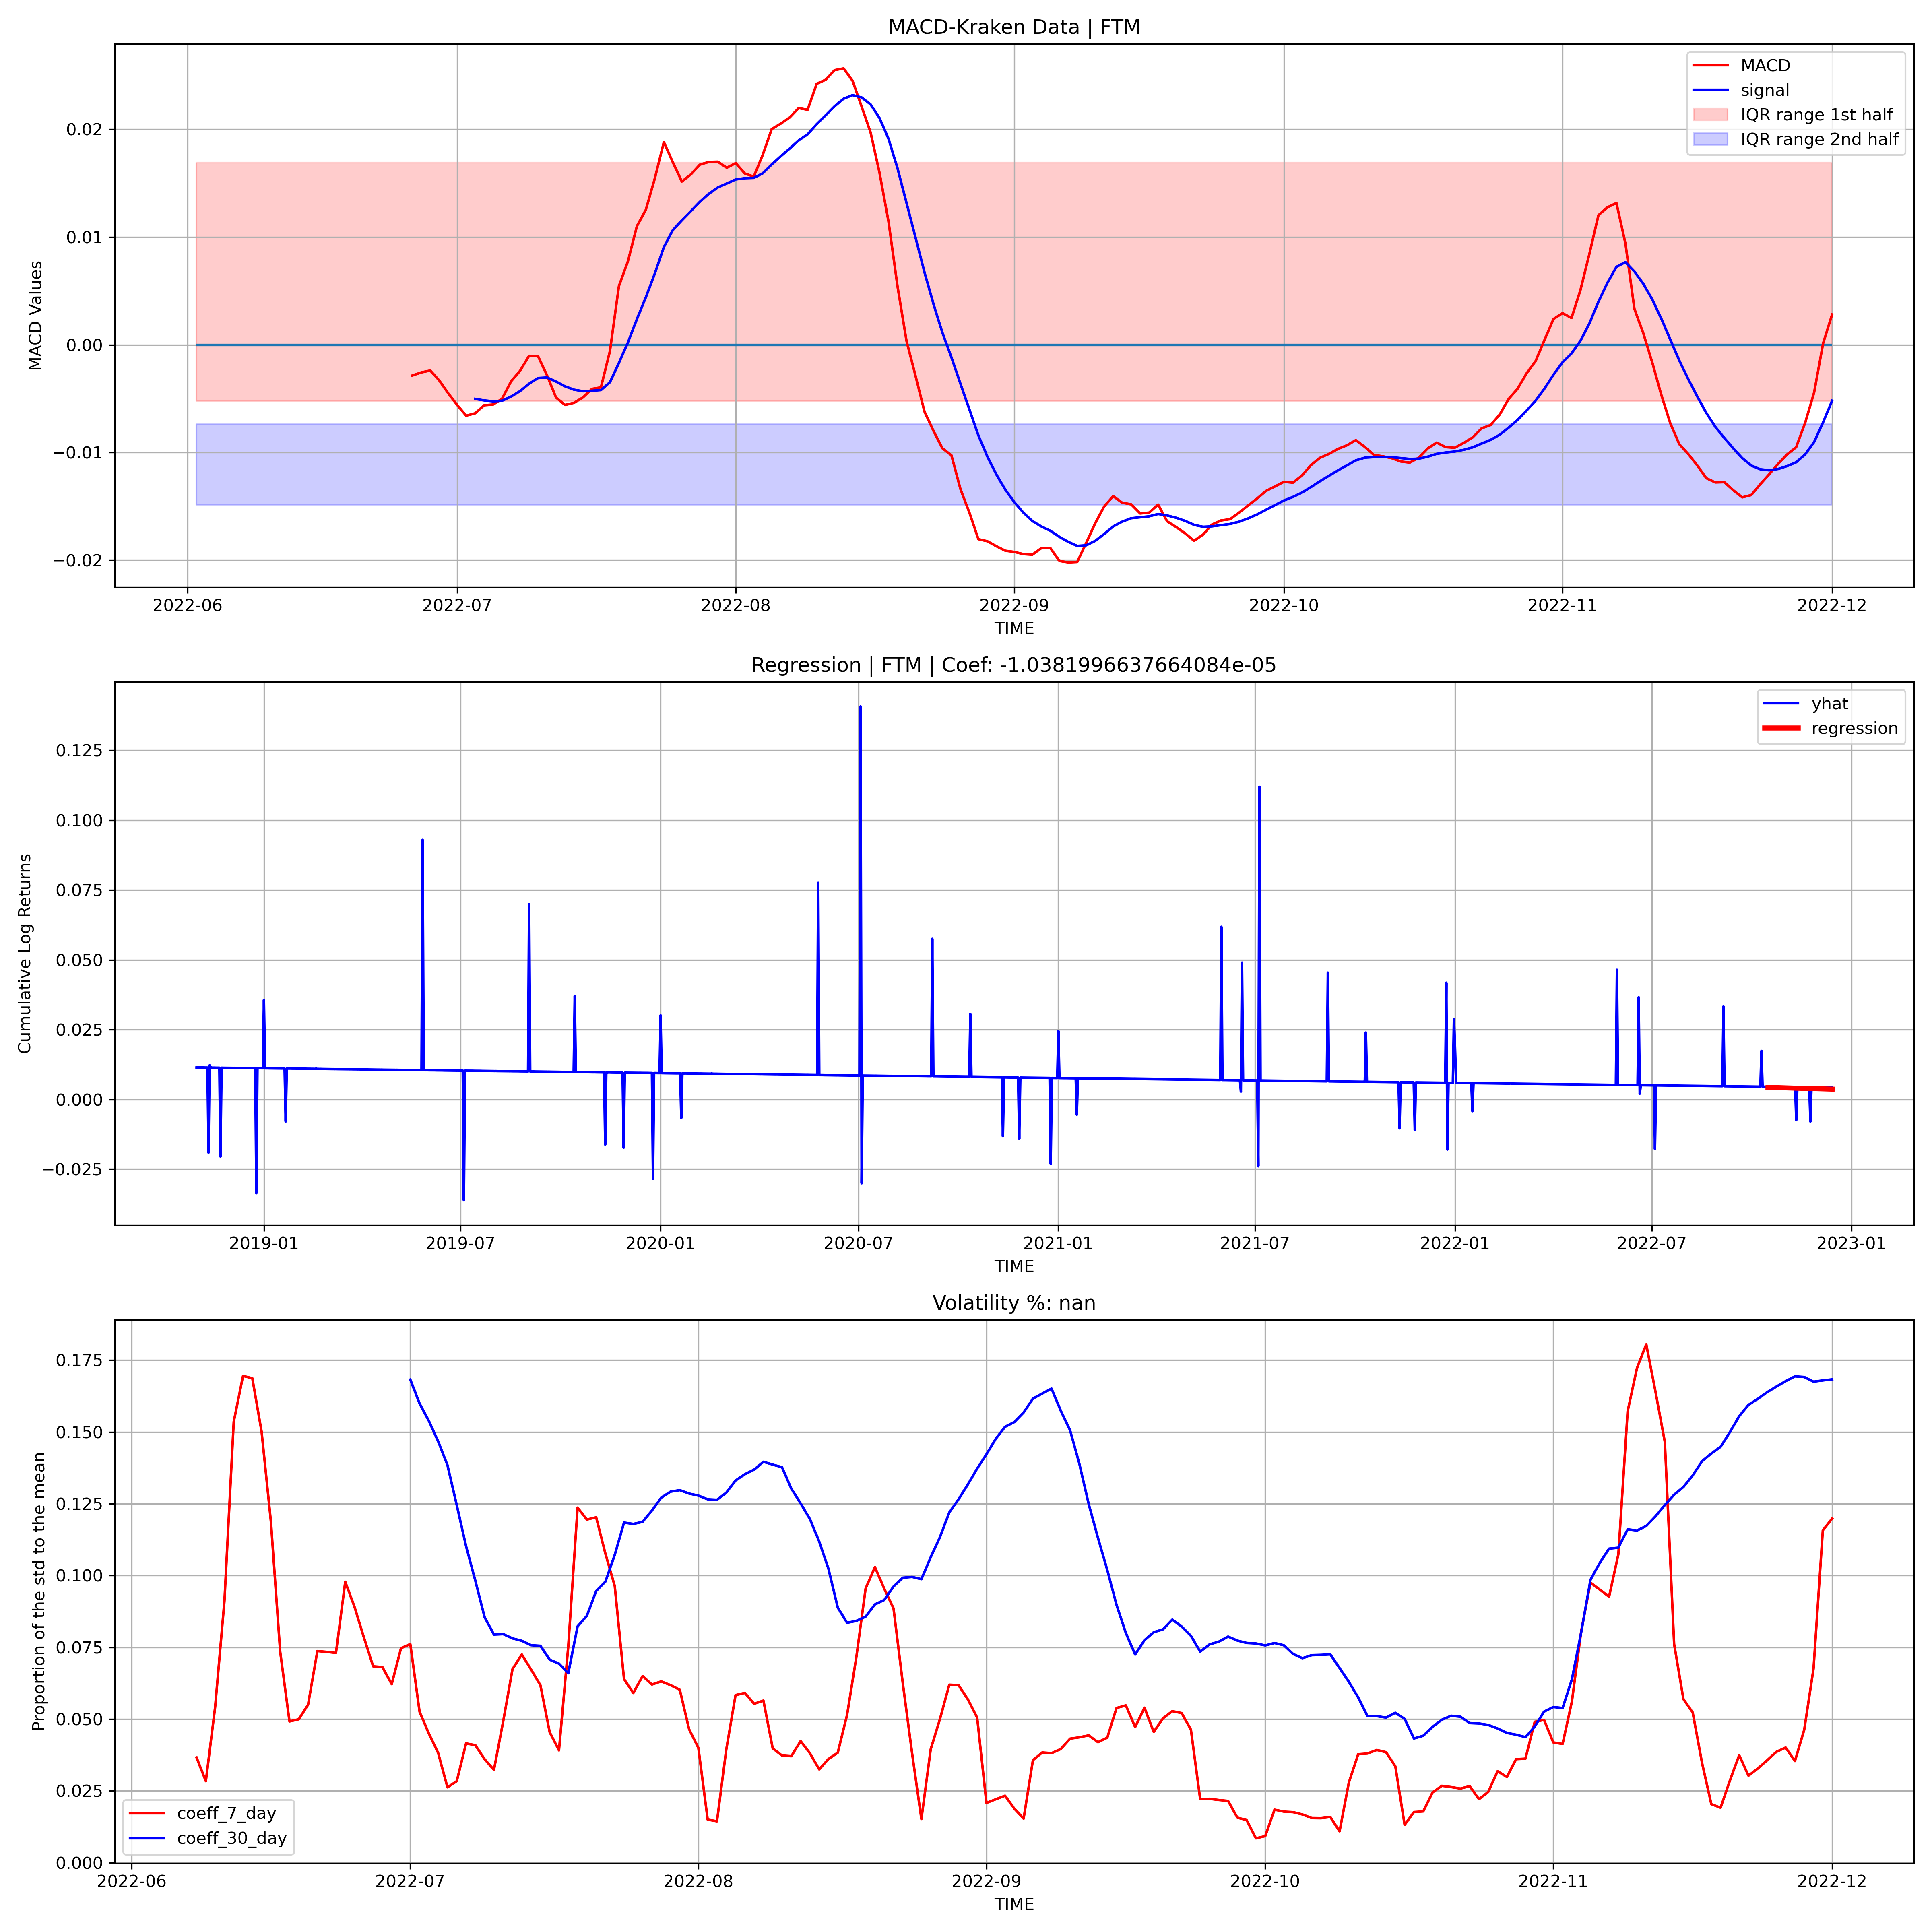 MACD-Kraken Data | FTM
MACD
signal
IQR range 1st half
IQR range 2nd half
0.02
0.01
0.00
−0.01
−0.02
MACD Values
2022-06 2022-07 2022-08 2022-09 2022-10 2022-11 2022-12
TIME
Regression | FTM | Coef: -1.0381996637664084e-05
yhat
regression
0.125
0.100
0.075
0.050
0.025
0.000
−0.025
Cumulative Log Returns
2019-01 2019-07 2020-01 2020-07 2021-01 2021-07 2022-01 2022-07 2023-01
TIME
Volatility %: nan
0.175
0.150
0.125
0.100
0.075
0.050
0.025
0.000
Proportion of the std to the mean
coeff_7_day
coeff_30_day
2022-06 2022-07 2022-08 2022-09 2022-10 2022-11 2022-12
TIME